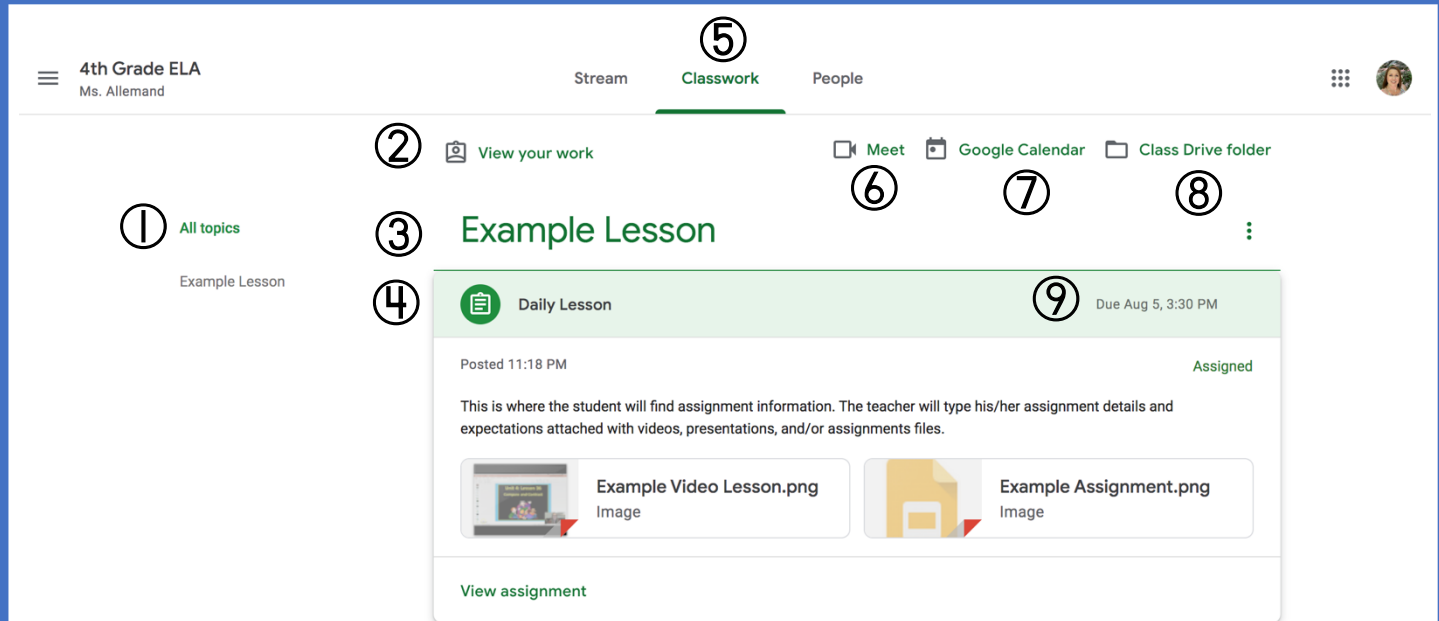 ⑤
4th Grade ELA
Ms. Allemand
Stream Classwork People
② View your work
Meet Google Calendar Class Drive folder
⑥ ⑦ ⑧
① All topics
Example Lesson
③ Example Lesson
④ Daily Lesson ⑨ Due Aug 5, 3:30 PM
Posted 11:18 PM Assigned
This is where the student will find assignment information. The teacher will type his/her assignment details and
expectations attached with videos, presentations, and/or assignments files.
Example Video Lesson.png
Image
Example Assignment.png
Image
View assignment